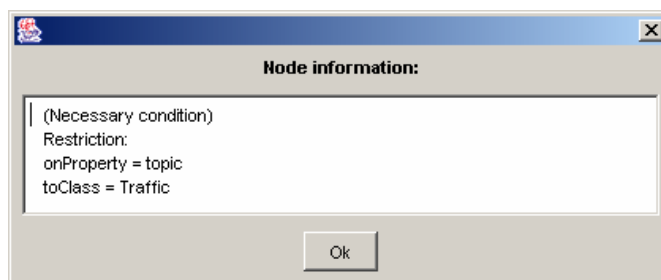 Node information:
(Necessary condition)
Restriction:
onProperty = topic
toClass = Traffic
Ok